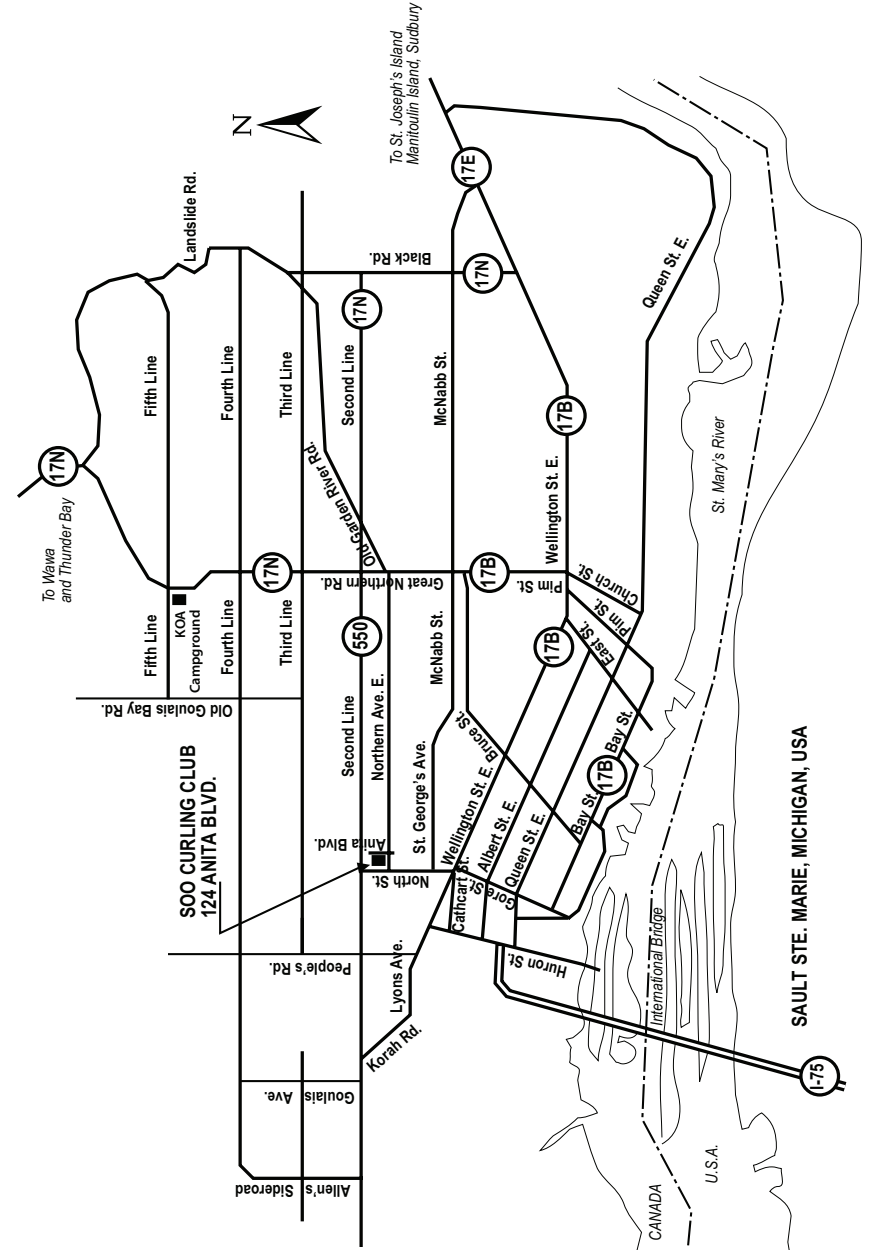 To St. Joseph's Island
Manitoulin Island, Sudbury
N
17E
Landslide Rd.
Black Rd.
17N
17N
Queen St. E.
Fifth Line
Fourth Line
Third Line
Second Line
McNabb St.
17B
17N
To Wawa
and Thunder Bay
Old Garden River Rd.
Wellington St. E.
St. Mary's River
17N
Great Northern Rd.
17B
Pim St.
Church St.
KOA
Campground
Fifth Line
Fourth Line
Third Line
550
McNabb St.
17B
East St.
Pim St.
Old Goulais Bay Rd.
Second Line
Northern Ave. E.
Bruce St.
Bay St.
17B
SOO CURLING CLUB
124 ANITA BLVD.
Anita Blvd.
St. George's Ave.
Wellington St. E.
Albert St. E.
Queen St. E.
Bay St.
North St.
Cathcart St.
Gore St.
People's Rd.
Lyons Ave.
Huron St.
International Bridge
SAULT STE. MARIE, MICHIGAN, USA
Korah Rd.
Goulais Ave.
I-75
Allen's Sideroad
CANADA
U.S.A.